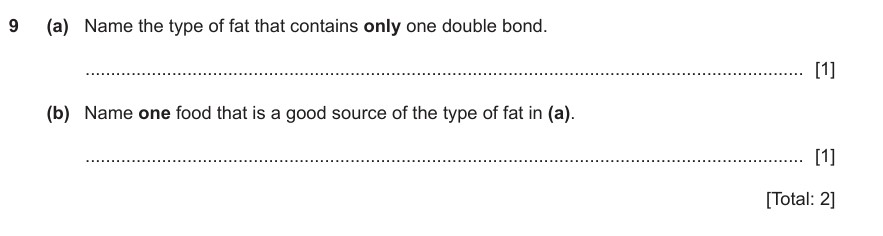 9 (a) Name the type of fat that contains only one double bond.
.......................................................................................................................................... [1]
(b) Name one food that is a good source of the type of fat in (a).
.......................................................................................................................................... [1]
[Total: 2]